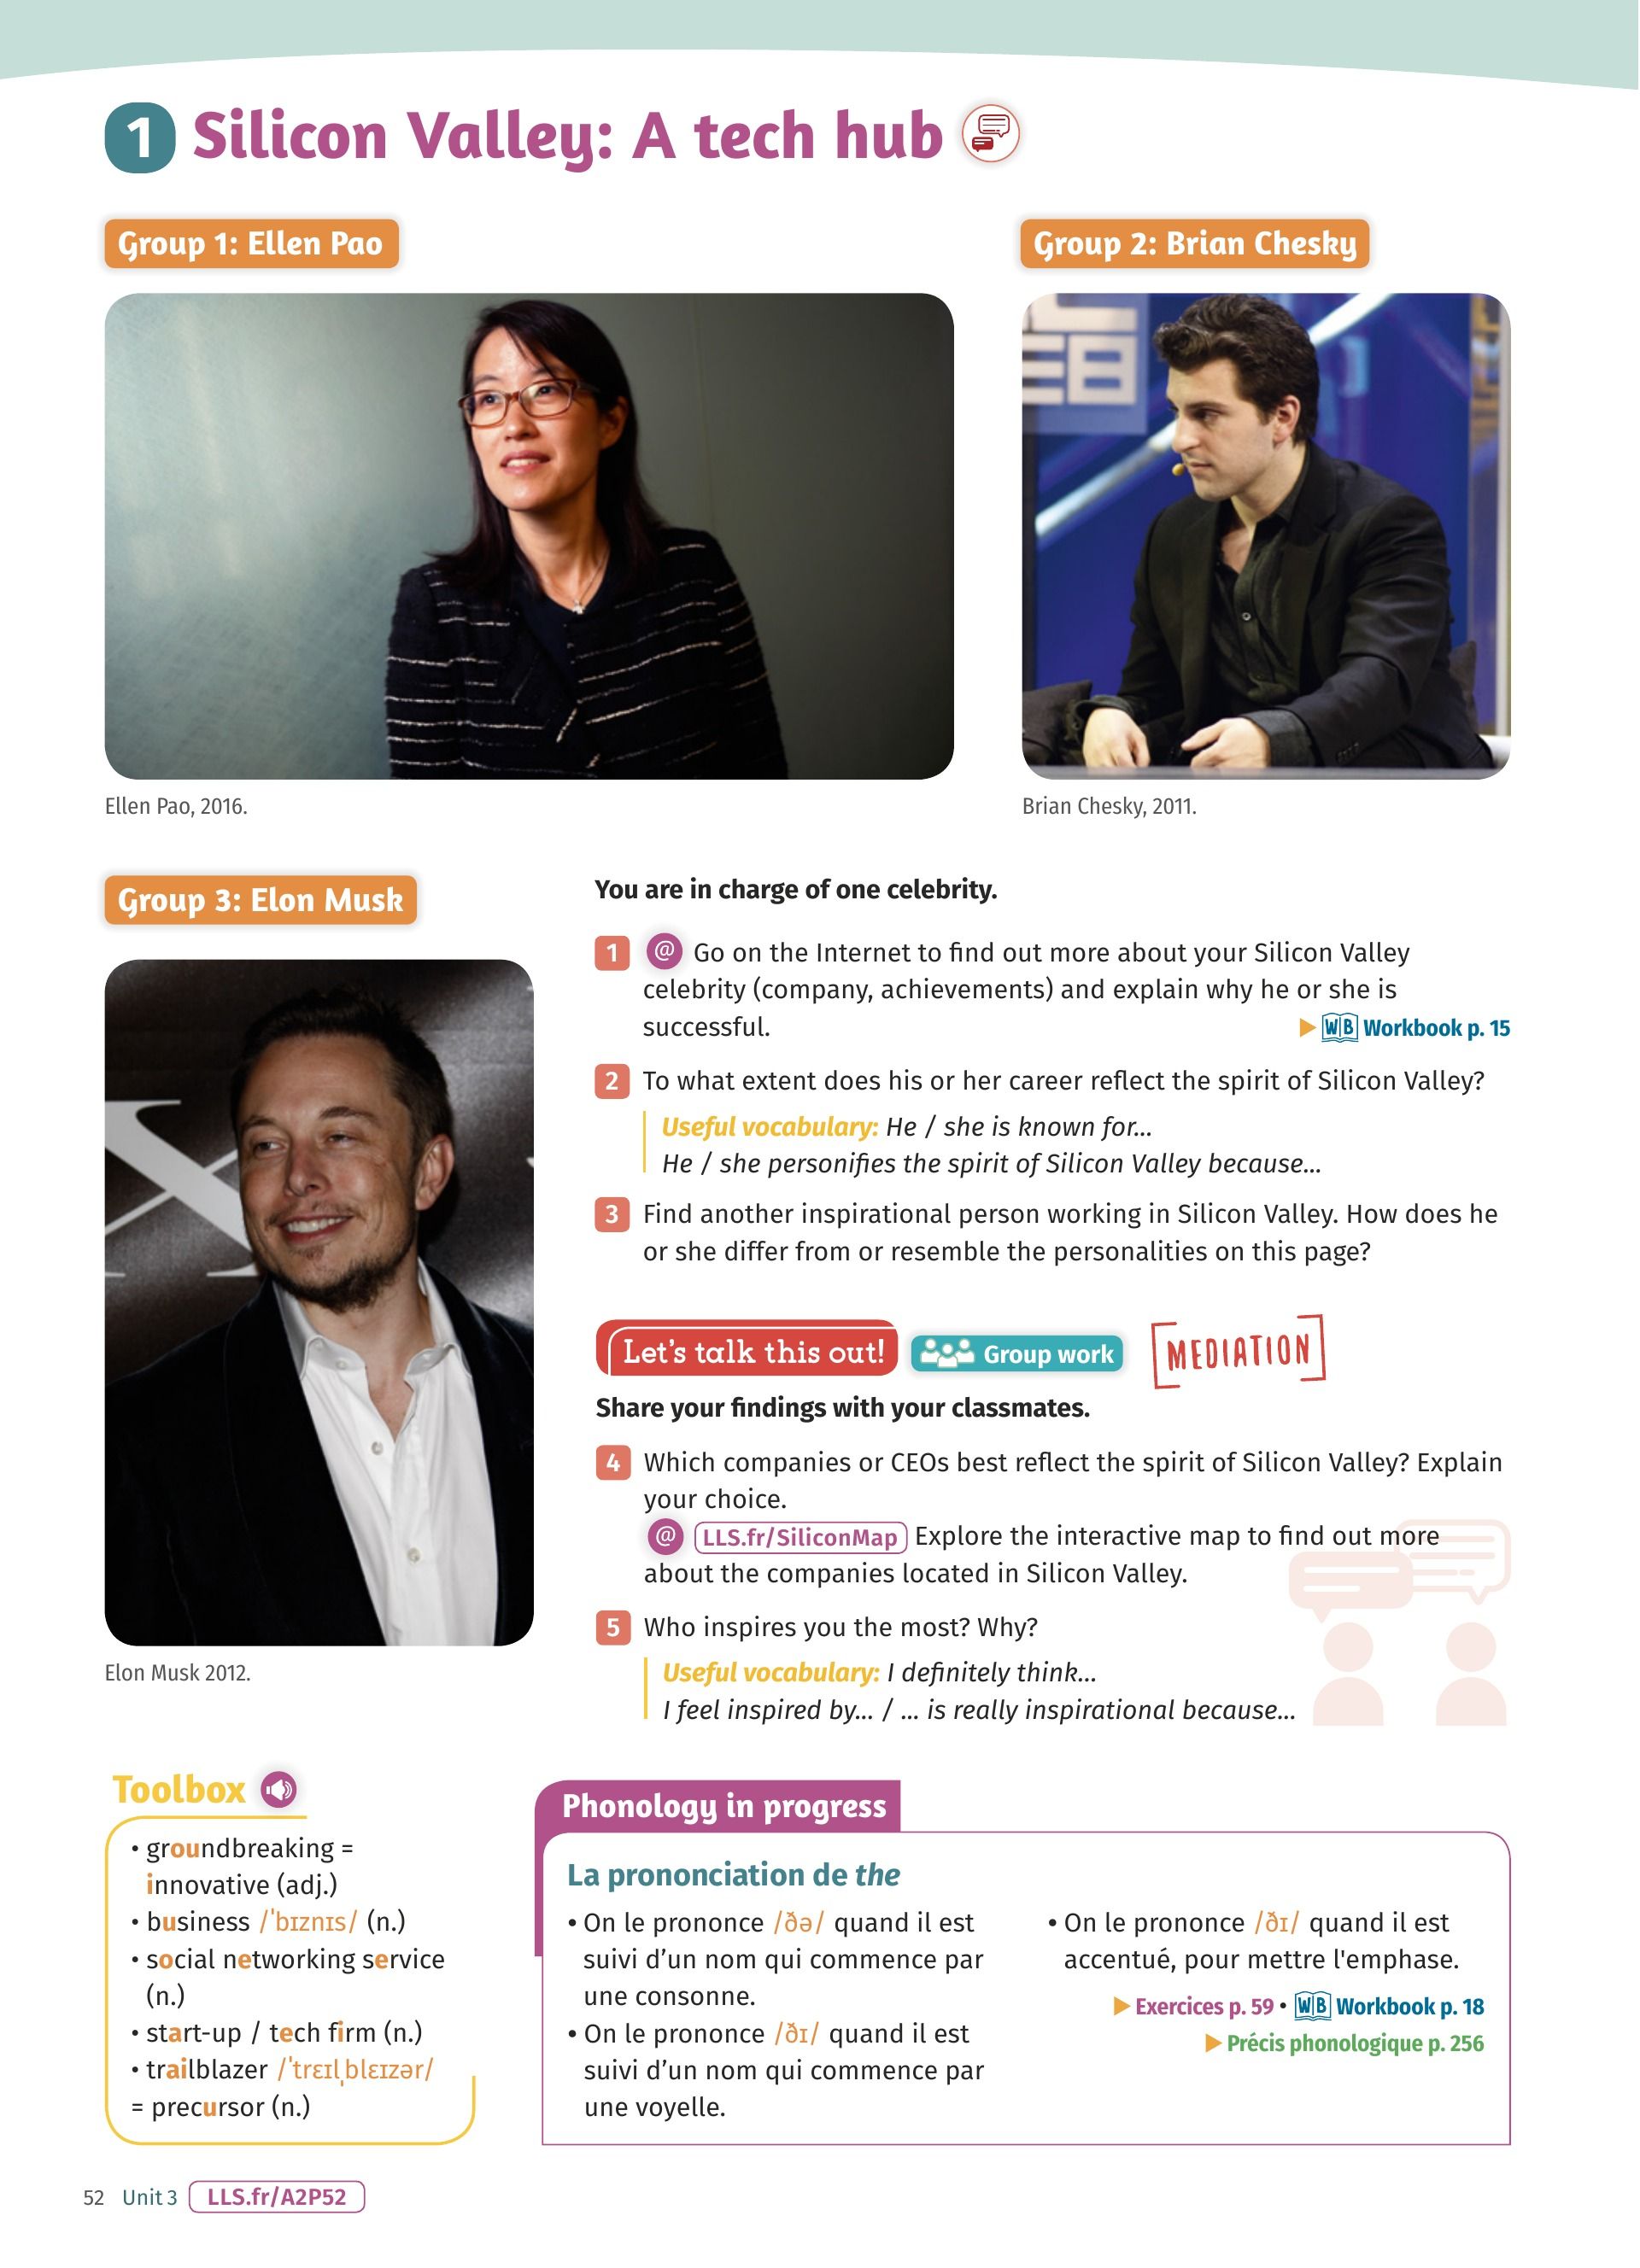 1 Silicon Valley: A tech hub
Group 1: Ellen Pao
Group 2: Brian Chesky
EB
Ellen Pao, 2016.
Brian Chesky, 2011.
Group 3: Elon Musk
X
Elon Musk 2012.
You are in charge of one celebrity.
1 @ Go on the Internet to find out more about your Silicon Valley
celebrity (company, achievements) and explain why he or she is
successful. ▶ WB Workbook p. 15
2 To what extent does his or her career reflect the spirit of Silicon Valley?
Useful vocabulary: He / she is known for...
He / she personifies the spirit of Silicon Valley because...
3 Find another inspirational person working in Silicon Valley. How does he
or she differ from or resemble the personalities on this page?
Let's talk this out! Group work MEDIATION
Share your findings with your classmates.
4 Which companies or CEOs best reflect the spirit of Silicon Valley? Explain
your choice.
@ LLS.fr/SiliconMap Explore the interactive map to find out more
about the companies located in Silicon Valley.
5 Who inspires you the most? Why?
Useful vocabulary: I definitely think...
I feel inspired by... / ... is really inspirational because...
Toolbox
• groundbreaking =
innovative (adj.)
• business /ˈbɪznɪs/ (n.)
• social networking service
(n.)
• start-up / tech firm (n.)
• trailblazer /ˈtrɛɪlˌblɛɪzər/
= precursor (n.)
Phonology in progress
La prononciation de the
• On le prononce /ðə/ quand il est
suivi d'un nom qui commence par
une consonne.
• On le prononce /ðɪ/ quand il est
suivi d'un nom qui commence par
une voyelle.
• On le prononce /ðɪ/ quand il est
accentué, pour mettre l'emphase.
▶ Exercices p. 59 • WB Workbook p. 18
▶ Précis phonologique p. 256
52 Unit 3 LLS.fr/A2P52